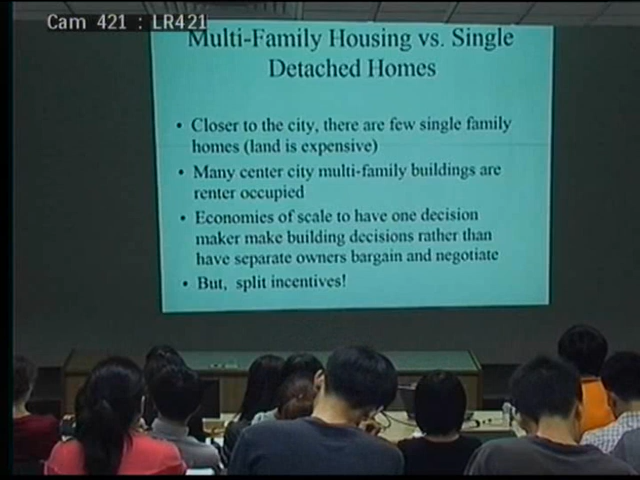 Cam 421 : LR421
Multi-Family Housing vs. Single
Detached Homes
• Closer to the city, there are few single family
homes (land is expensive)
• Many center city multi-family buildings are
renter occupied
• Economies of scale to have one decision
maker make building decisions rather than
have separate owners bargain and negotiate
• But, split incentives!